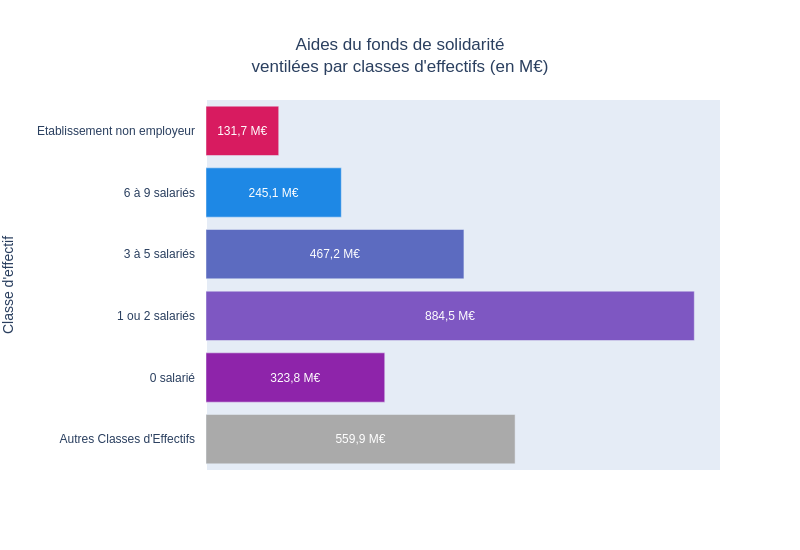 Aides du fonds de solidarité
ventilées par classes d'effectifs (en M€)
Classe d'effectif
Etablissement non employeur
131,7 M€
6 à 9 salariés
245,1 M€
3 à 5 salariés
467,2 M€
1 ou 2 salariés
884,5 M€
0 salarié
323,8 M€
Autres Classes d'Effectifs
559,9 M€